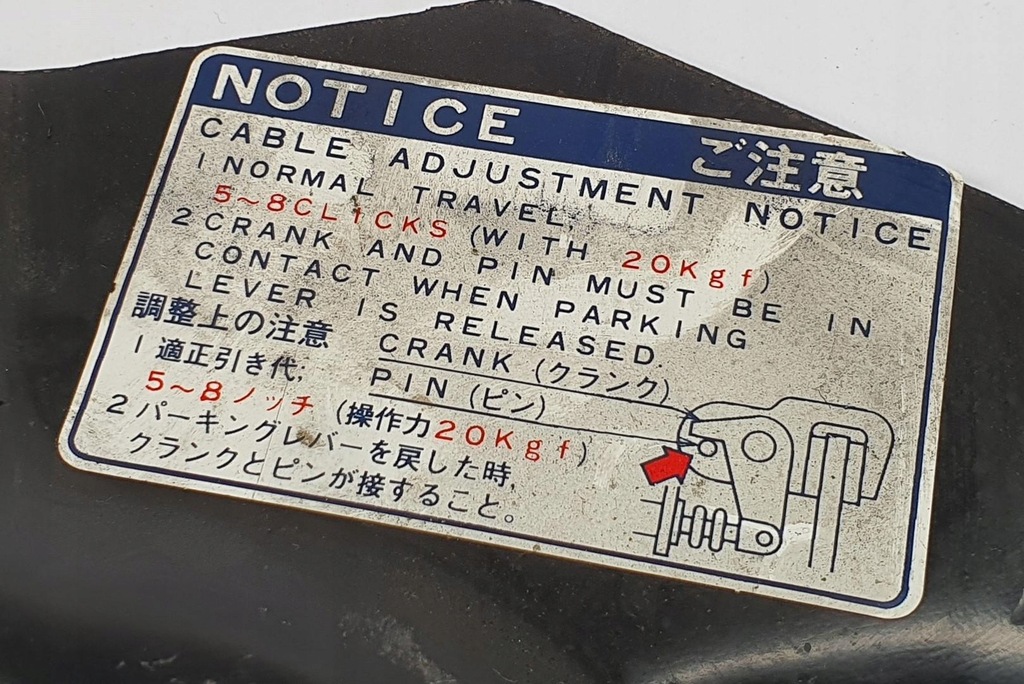 NOTICE ご注意
CABLE ADJUSTMENT NOTICE
1 NORMAL TRAVEL;
5~8CLICKS (WITH 20Kgf)
2 CRANK AND PIN MUST BE IN
CONTACT WHEN PARKING
LEVER IS RELEASED.
調整上の注意
1 適正引き代;
5~8ノッチ (操作力20Kgf)
2 パーキングレバーを戻した時,
クランクとピンが接すること。
CRANK (クランク)
PIN (ピン)